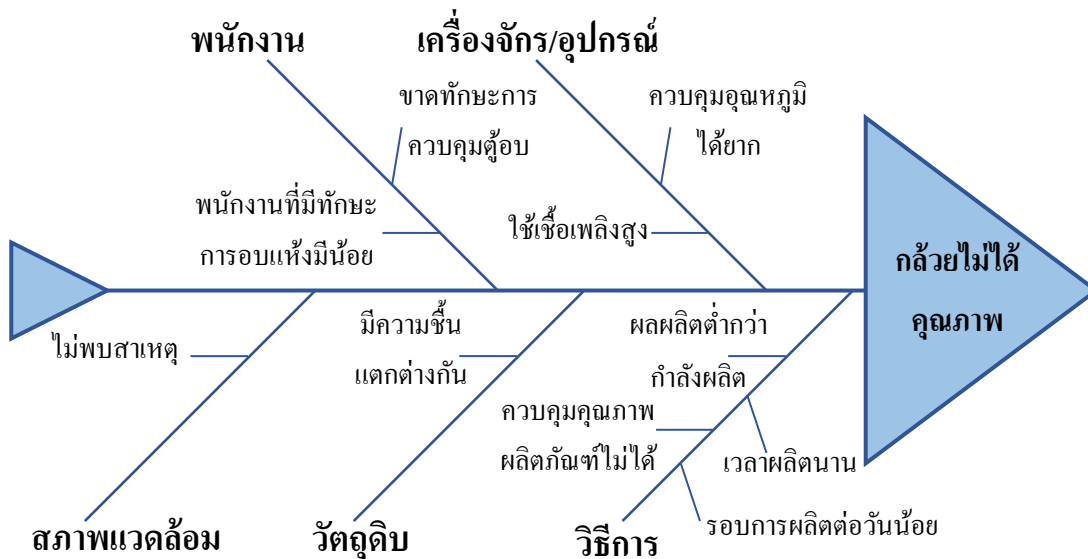 พนักงาน
เครื่องจักร/อุปกรณ์
ขาดทักษะการ
ควบคุมตู้อบ
ควบคุมอุณหภูมิ
ได้ยาก
พนักงานที่มีทักษะ
การอบแห้งมีน้อย
ใช้เชื้อเพลิงสูง
กล้วยไม่ได้
คุณภาพ
ไม่พบสาเหตุ
มีความชื้น
แตกต่างกัน
ผลผลิตต่ำกว่า
กำลังผลิต
ควบคุมคุณภาพ
ผลิตภัณฑ์ไม่ได้
เวลาผลิตนาน
รอบการผลิตต่อวันน้อย
สภาพแวดล้อม
วัตถุดิบ
วิธีการ